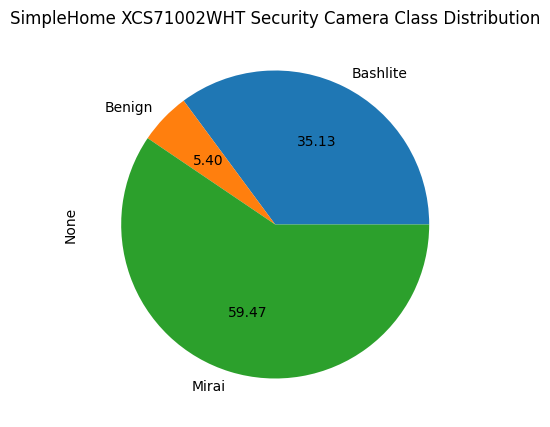 SimpleHome XCS71002WHT Security Camera Class Distribution
Bashlite
Benign
35.13
5.40
None
59.47
Mirai